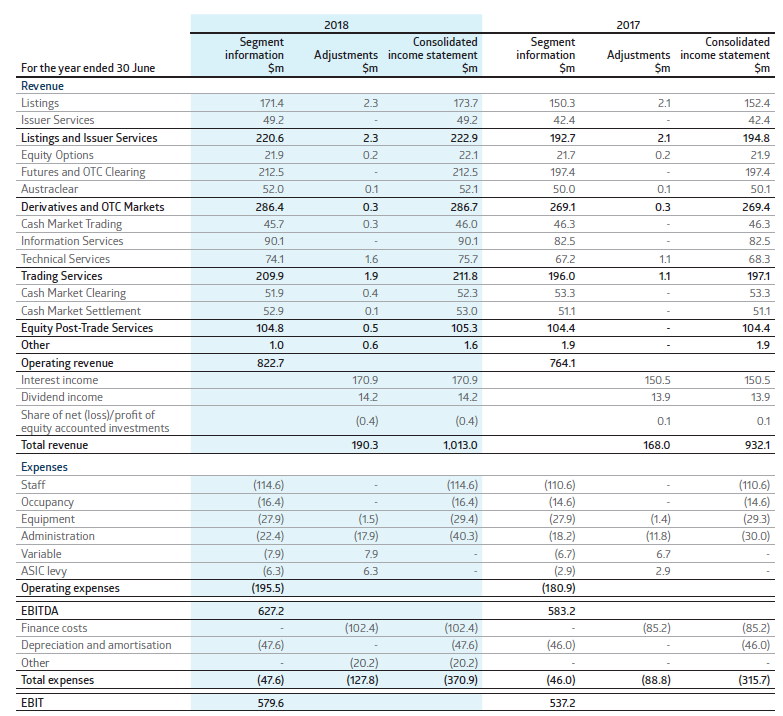 2018 2017
Segment Consolidated Segment Consolidated
information Adjustments income statement information Adjustments income statement
For the year ended 30 June $m $m $m $m $m $m
Revenue
Listings 171.4 2.3 173.7 150.3 2.1 152.4
Issuer Services 49.2 - 49.2 42.4 - 42.4
Listings and Issuer Services 220.6 2.3 222.9 192.7 2.1 194.8
Equity Options 21.9 0.2 22.1 21.7 0.2 21.9
Futures and OTC Clearing 212.5 - 212.5 197.4 - 197.4
Austraclear 52.0 0.1 52.1 50.0 0.1 50.1
Derivatives and OTC Markets 286.4 0.3 286.7 269.1 0.3 269.4
Cash Market Trading 45.7 0.3 46.0 46.3 - 46.3
Information Services 90.1 - 90.1 82.5 - 82.5
Technical Services 74.1 1.6 75.7 67.2 1.1 68.3
Trading Services 209.9 1.9 211.8 196.0 1.1 197.1
Cash Market Clearing 51.9 0.4 52.3 53.3 - 53.3
Cash Market Settlement 52.9 0.1 53.0 51.1 - 51.1
Equity Post-Trade Services 104.8 0.5 105.3 104.4 - 104.4
Other 1.0 0.6 1.6 1.9 - 1.9
Operating revenue 822.7 764.1
Interest income 170.9 170.9 150.5 150.5
Dividend income 14.2 14.2 13.9 13.9
Share of net (loss)/profit of
equity accounted investments (0.4) (0.4) 0.1 0.1
Total revenue 190.3 1,013.0 168.0 932.1
Expenses
Staff (114.6) - (114.6) (110.6) - (110.6)
Occupancy (16.4) - (16.4) (14.6) - (14.6)
Equipment (27.9) (1.5) (29.4) (27.9) (1.4) (29.3)
Administration (22.4) (17.9) (40.3) (18.2) (11.8) (30.0)
Variable (7.9) 7.9 - (6.7) 6.7 -
ASIC levy (6.3) 6.3 - (2.9) 2.9 -
Operating expenses (195.5) (180.9)
EBITDA 627.2 583.2
Finance costs - (102.4) (102.4) - (85.2) (85.2)
Depreciation and amortisation (47.6) - (47.6) (46.0) - (46.0)
Other - (20.2) (20.2) - - -
Total expenses (47.6) (127.8) (370.9) (46.0) (88.8) (315.7)
EBIT 579.6 537.2